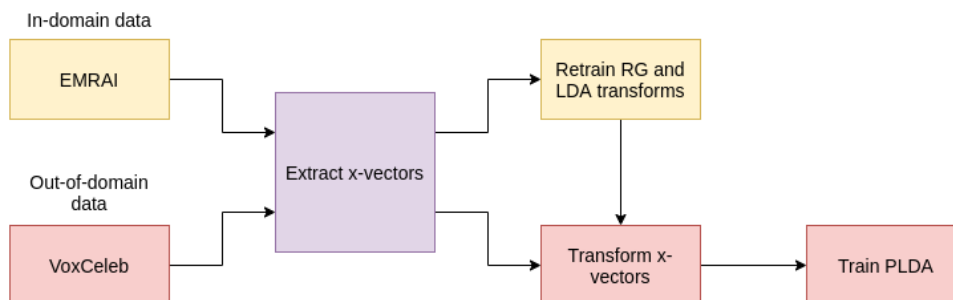 In-domain data
EMRAI
Retrain RG and
LDA transforms
Extract x-vectors
Out-of-domain
data
VoxCeleb
Transform x-
vectors
Train PLDA